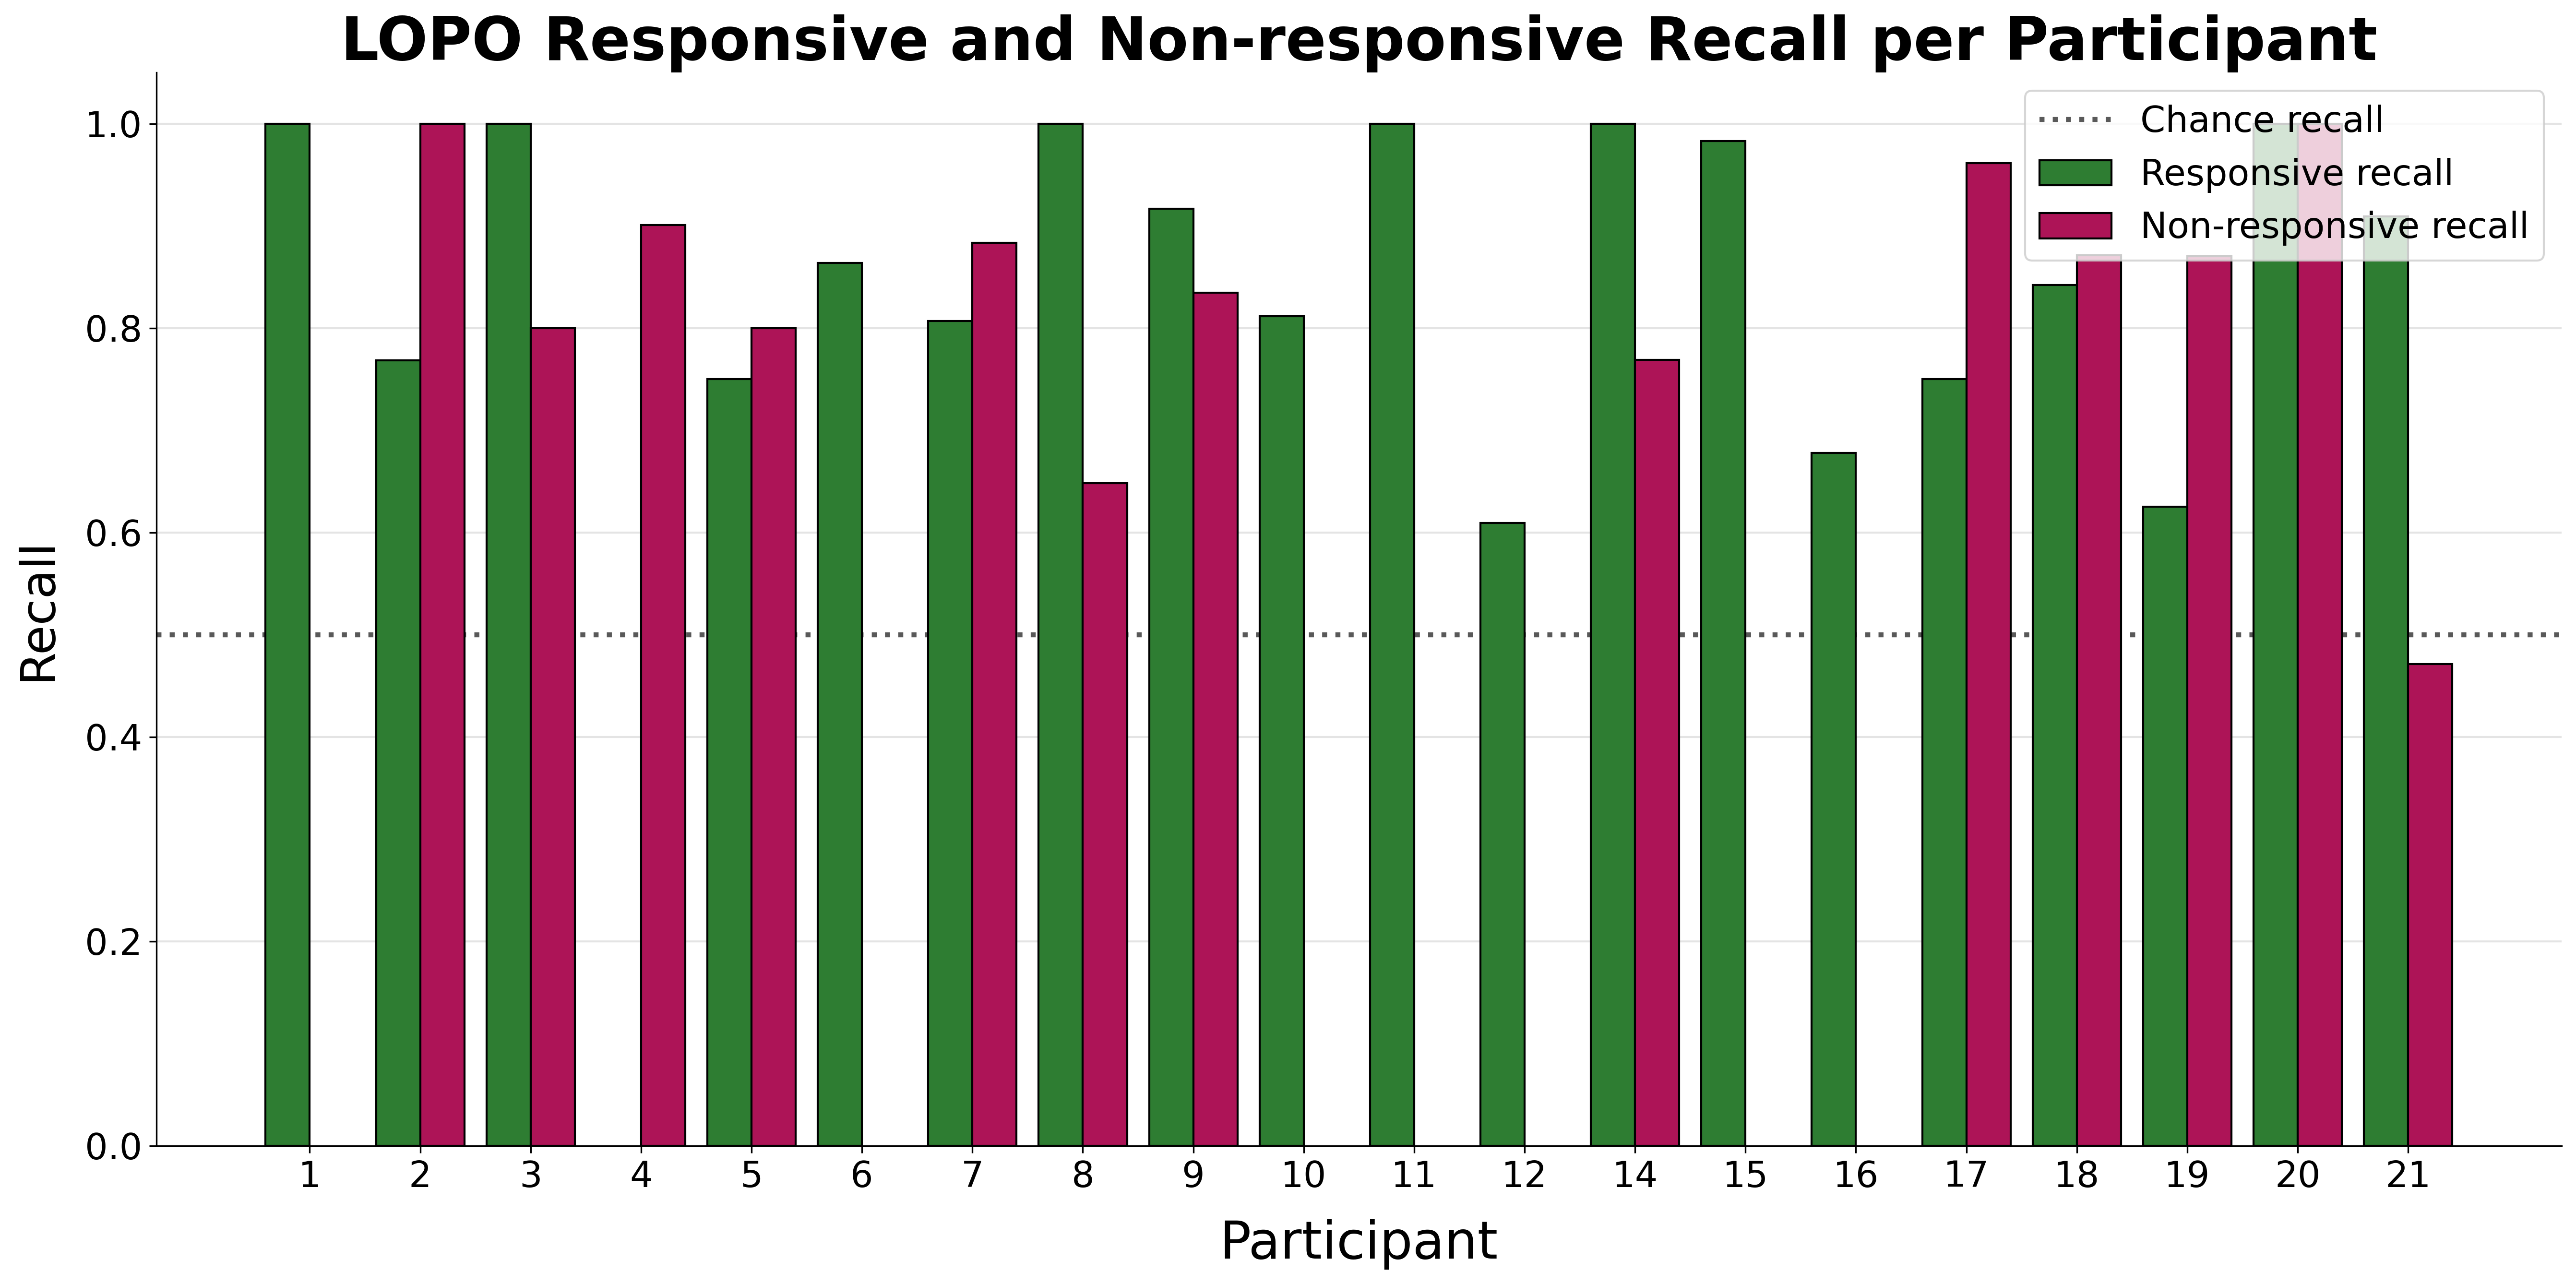 LOPO Responsive and Non-responsive Recall per Participant
Chance recall
Responsive recall
Non-responsive recall
Recall
1.0
0.8
0.6
0.4
0.2
0.0
1 2 3 4 5 6 7 8 9 10 11 12 14 15 16 17 18 19 20 21
Participant